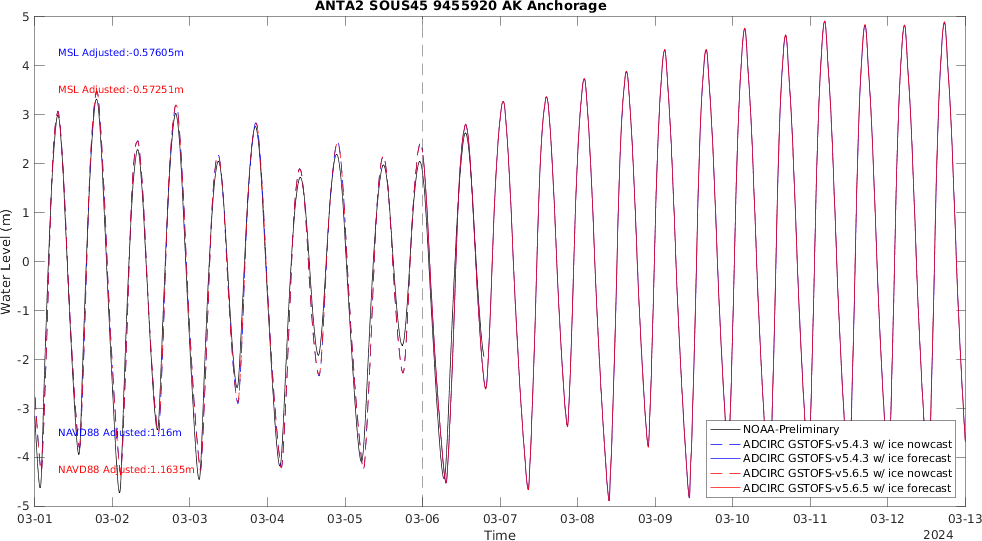 ANTA2 SOUS45 9455920 AK Anchorage
MSL Adjusted:-0.57605m
MSL Adjusted:-0.57251m
NAVD88 Adjusted:1.16m
NAVD88 Adjusted:1.1635m
Water Level (m)
5
4
3
2
1
0
-1
-2
-3
-4
-5
NOAA-Preliminary
ADCIRC GSTOFS-v5.4.3 w/ ice nowcast
ADCIRC GSTOFS-v5.4.3 w/ ice forecast
ADCIRC GSTOFS-v5.6.5 w/ ice nowcast
ADCIRC GSTOFS-v5.6.5 w/ ice forecast
03-01 03-02 03-03 03-04 03-05 03-06 03-07 03-08 03-09 03-10 03-11 03-12 03-13
Time
2024